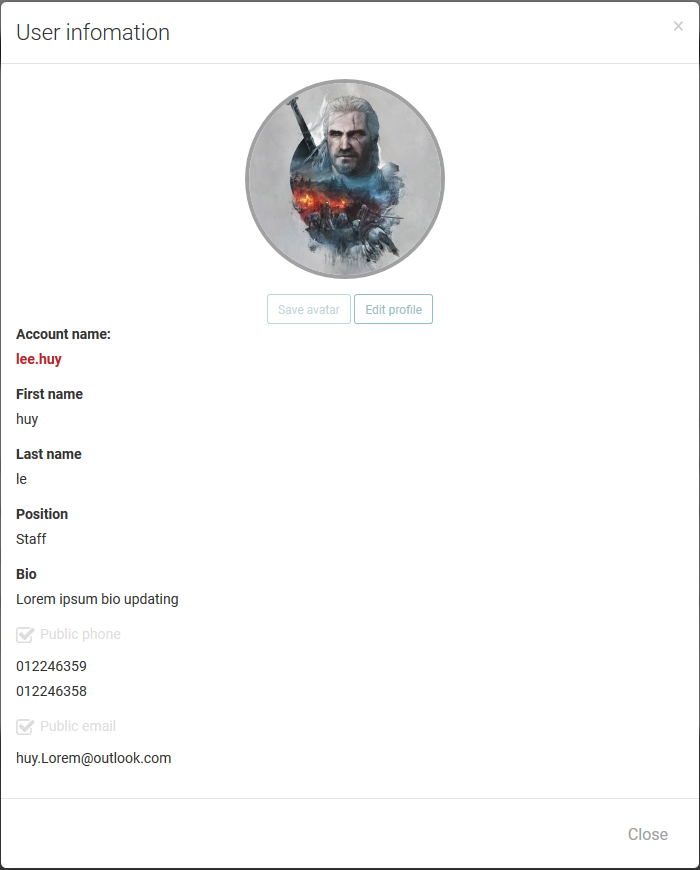 User infomation
×
Save avatar Edit profile
Account name:
lee.huy
First name
huy
Last name
le
Position
Staff
Bio
Lorem ipsum bio updating
Public phone
012246359
012246358
Public email
huy.Lorem@outlook.com
Close